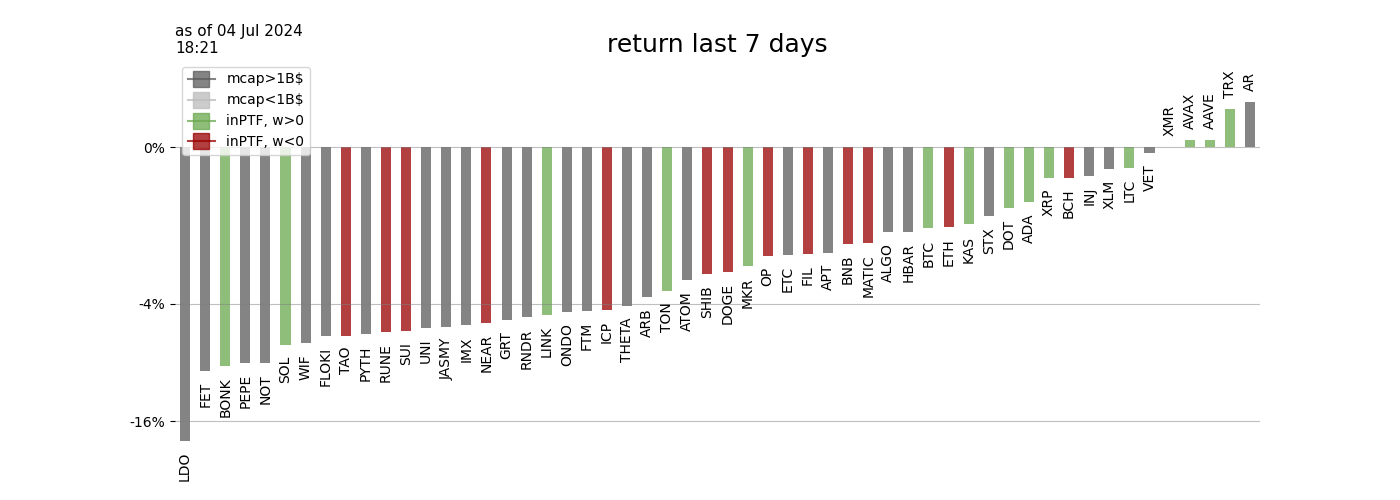 as of 04 Jul 2024
18:21
return last 7 days
mcap>1B$
mcap<1B$
inPTF, w>0
inPTF, w<0
0%
-4%
-16%
LDO
FET
BONK
PEPE
NOT
SOL
WIF
FLOKI
TAO
PYTH
RUNE
SUI
UNI
JASMY
IMX
NEAR
GRT
RNDR
LINK
ONDO
FTM
ICP
THETA
ARB
TON
ATOM
SHIB
DOGE
MKR
OP
ETC
FIL
APT
BNB
MATIC
ALGO
HBAR
BTC
ETH
KAS
STX
DOT
ADA
XRP
BCH
INJ
XLM
LTC
VET
XMR
AVAX
AAVE
TRX
AR